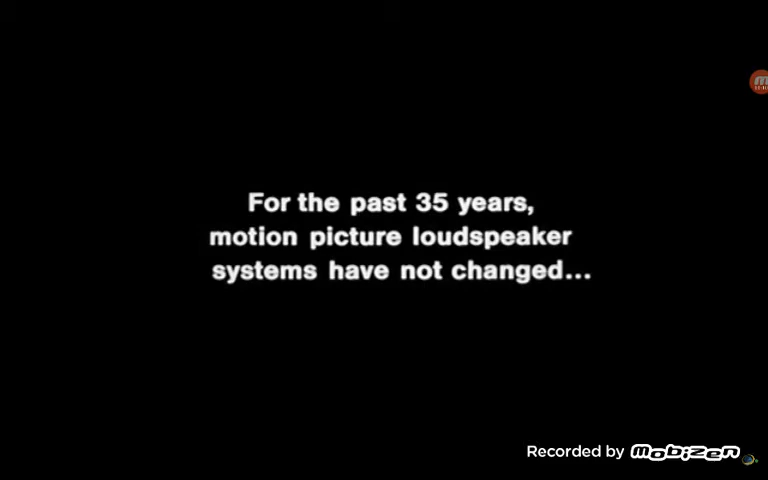 For the past 35 years,
motion picture loudspeaker
systems have not changed...
Recorded by Mobizen